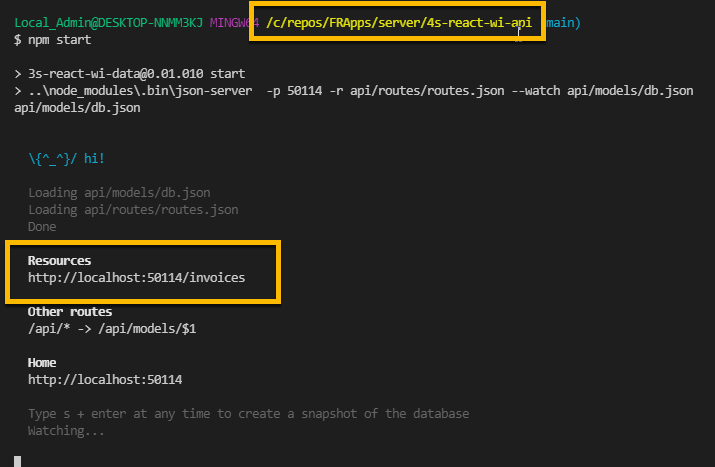 Local_Admin@DESKTOP-NNMM3KJ MINGW64 /c/repos/FRApps/server/4s-react-wi-api main)
$ npm start
> 3s-react-wi-data@0.01.010 start
> ..\node_modules\.bin\json-server  -p 50114 -r api/routes/routes.json --watch api/models/db.json
api/models/db.json
\{^_^}/ hi!
Loading api/models/db.json
Loading api/routes/routes.json
Done
Resources
http://localhost:50114/invoices
Other routes
/api/* -> /api/models/$1
Home
http://localhost:50114
Type s + enter at any time to create a snapshot of the database
Watching...